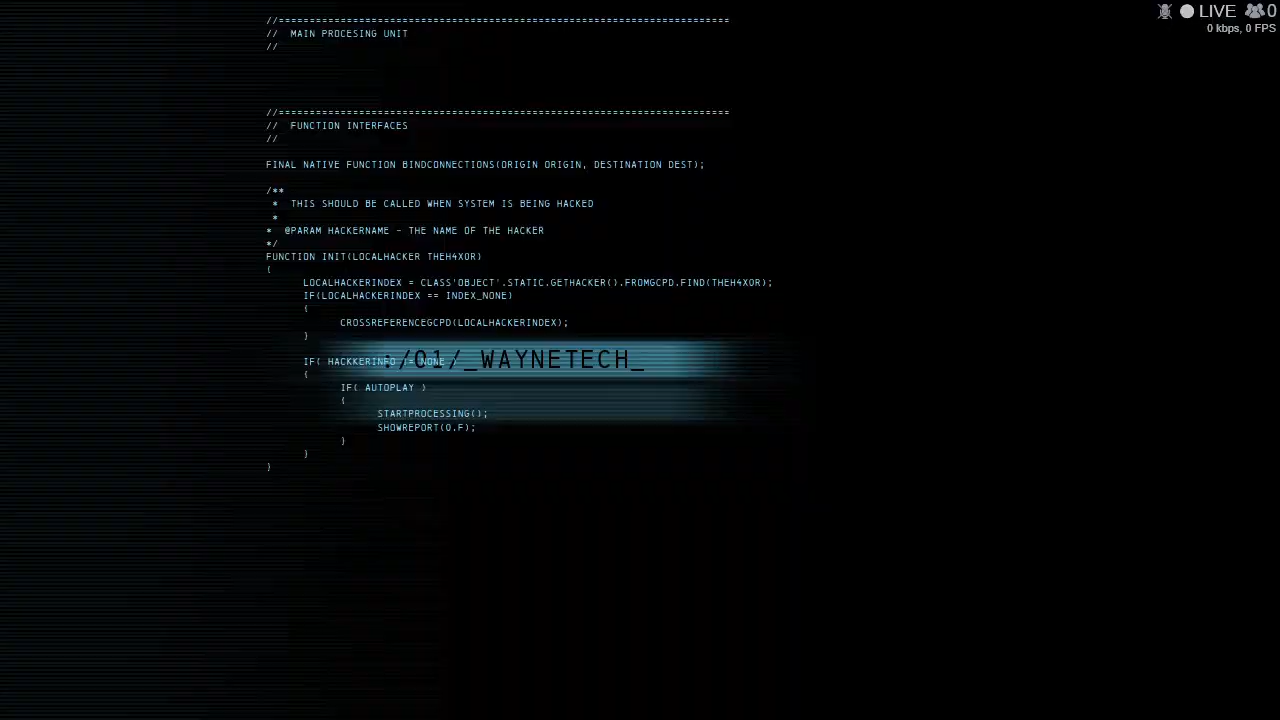 //=========================================================================
//  MAIN PROCESING UNIT
//
LIVE 0
0 kbps, 0 FPS
//=========================================================================
//  FUNCTION INTERFACES
//
FINAL NATIVE FUNCTION BINDCONNECTIONS(ORIGIN ORIGIN, DESTINATION DEST);
/**
 *  THIS SHOULD BE CALLED WHEN SYSTEM IS BEING HACKED
 *
*  @PARAM HACKERNAME - THE NAME OF THE HACKER
*/
FUNCTION INIT(LOCALHACKER THEH4XOR)
{
LOCALHACKERINDEX = CLASS'OBJECT'.STATIC.GETHACKER().FROMGCPD.FIND(THEH4XOR);
IF(LOCALHACKERINDEX == INDEX_NONE)
{
CROSSREFERENCEGCPD(LOCALHACKERINDEX);
}
IF( HACKKERINFO != NONE )
:/01/_WAYNETECH_
{
IF( AUTOPLAY )
{
STARTPROCESSING();
SHOWREPORT(0.F);
}
}
}